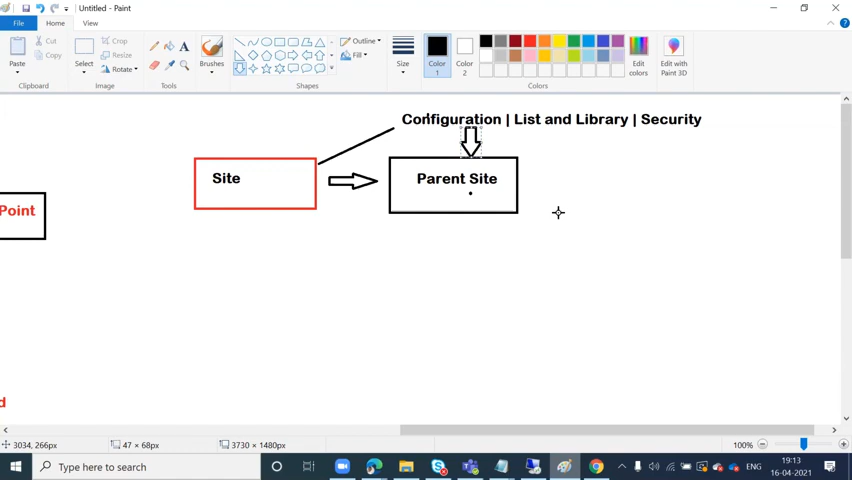 Untitled - Paint
File
Home
View
Paste
Cut
Copy
Clipboard
Select
Crop
Resize
Rotate
Image
Tools
Brushes
Shapes
Outline
Fill
Size
Color 1
Color 2
Colors
Edit colors
Edit with Paint 3D
Configuration | List and Library | Security
Site
Parent Site
Point
d
3034, 266px
47 × 68px
3730 × 1480px
100%
Type here to search
ENG
19:13
16-04-2021